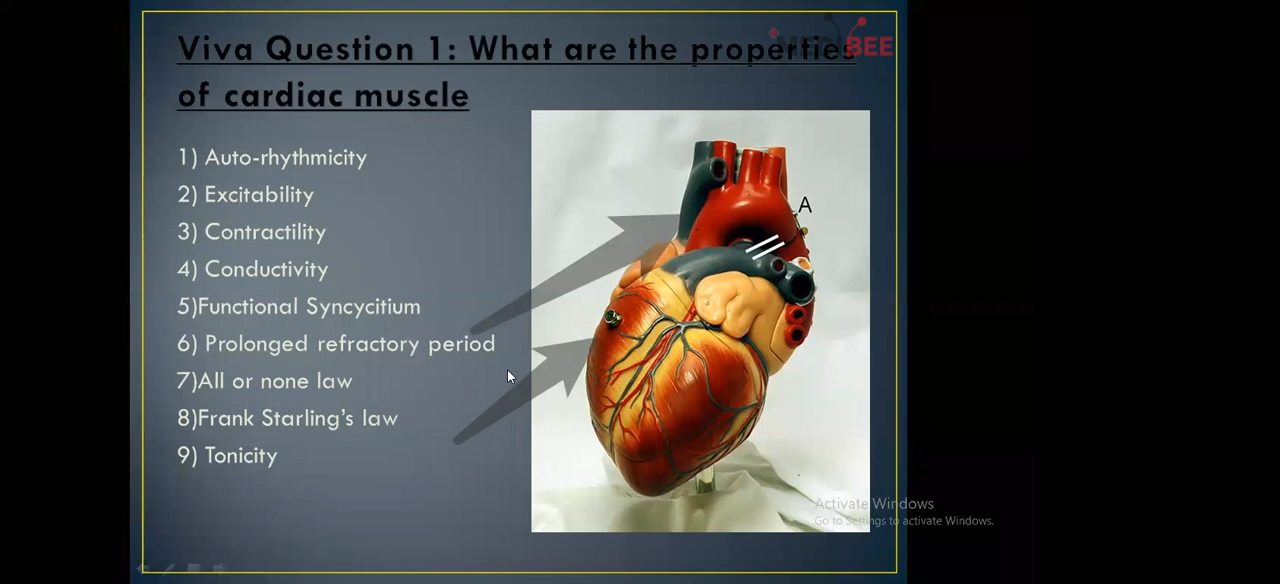 Viva Question 1: What are the properties
of cardiac muscle
MEDIBEE
1) Auto-rhythmicity
2) Excitability
3) Contractility
4) Conductivity
5)Functional Syncycitium
6) Prolonged refractory period
7)All or none law
8)Frank Starling’s law
9) Tonicity
A
Activate Windows
Go to Settings to activate Windows.